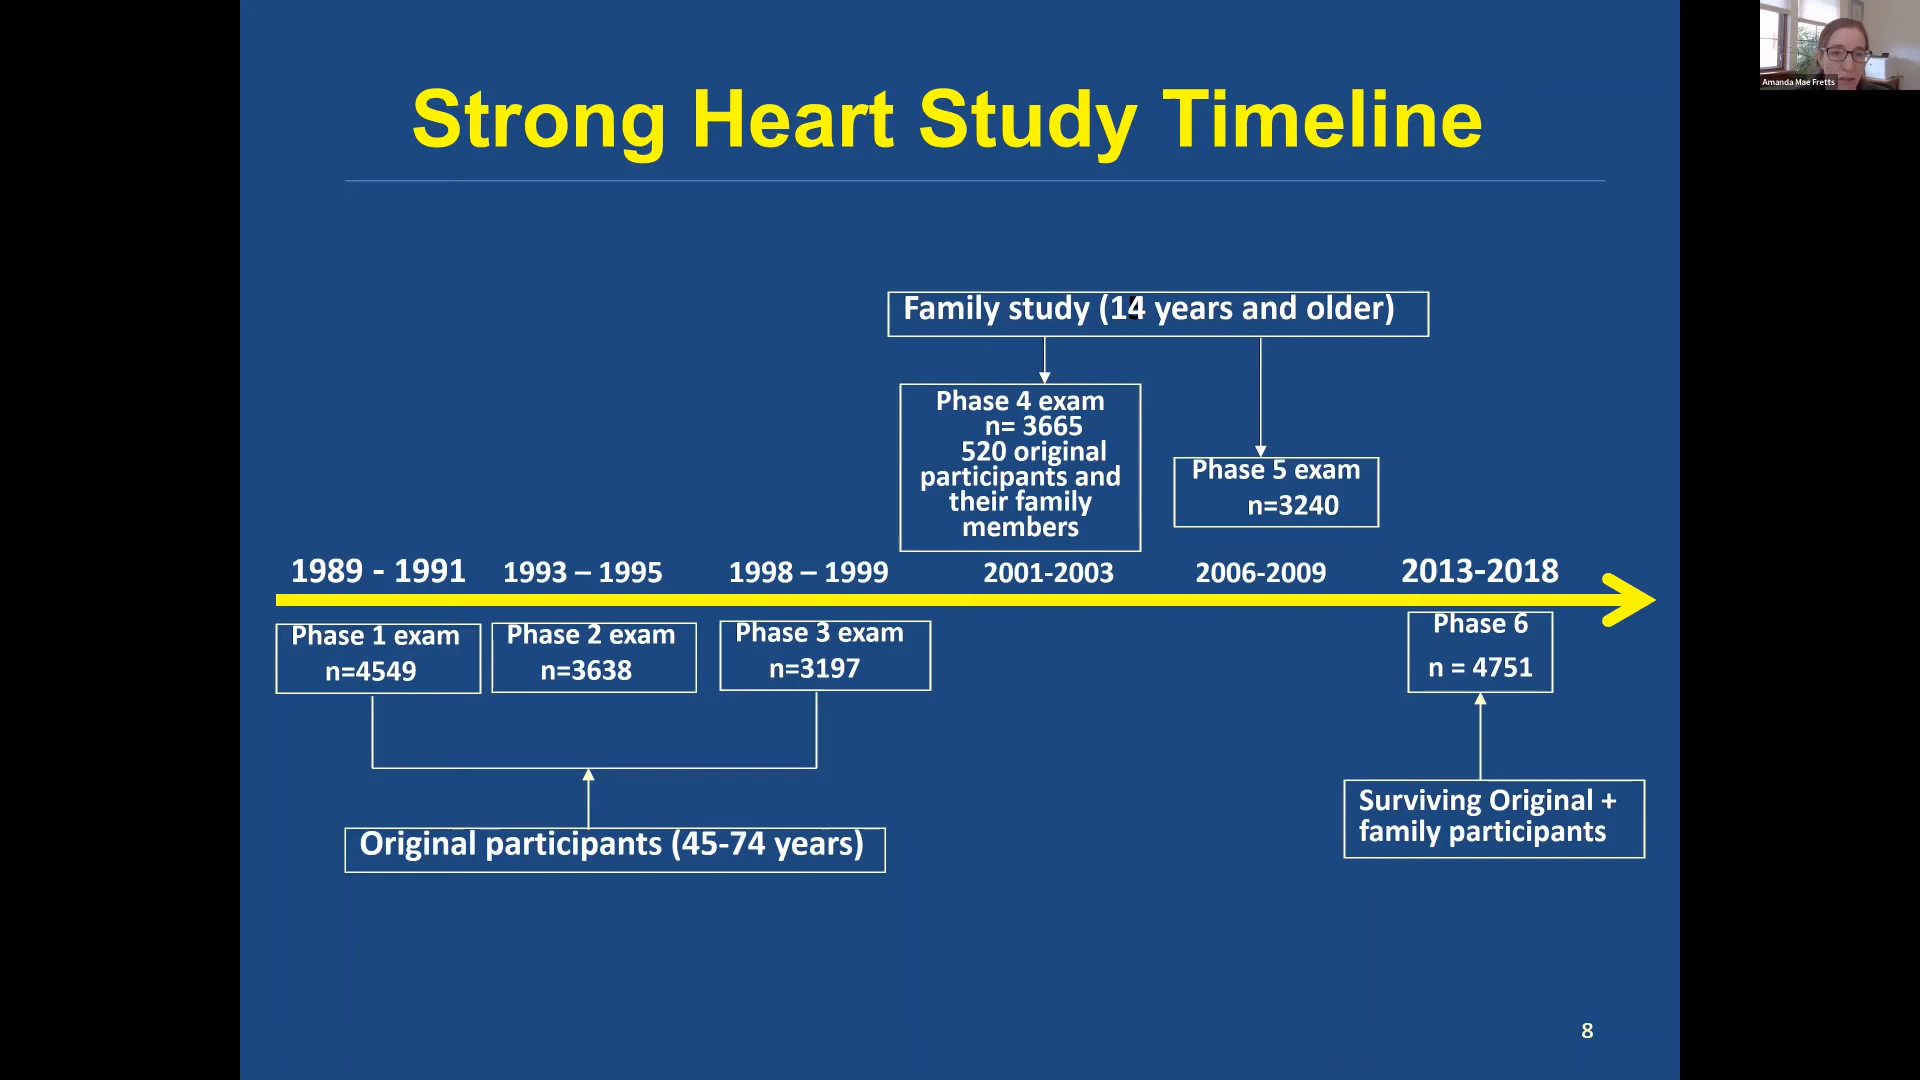 Strong Heart Study Timeline
Amanda Mae Fretts
Family study (14 years and older)
Phase 4 exam
n= 3665
520 original
participants and
their family
members
Phase 5 exam
n=3240
1989 - 1991
1993 – 1995
1998 – 1999
2001-2003
2006-2009
2013-2018
Phase 1 exam
n=4549
Phase 2 exam
n=3638
Phase 3 exam
n=3197
Phase 6
n = 4751
Original participants (45-74 years)
Surviving Original +
family participants
8